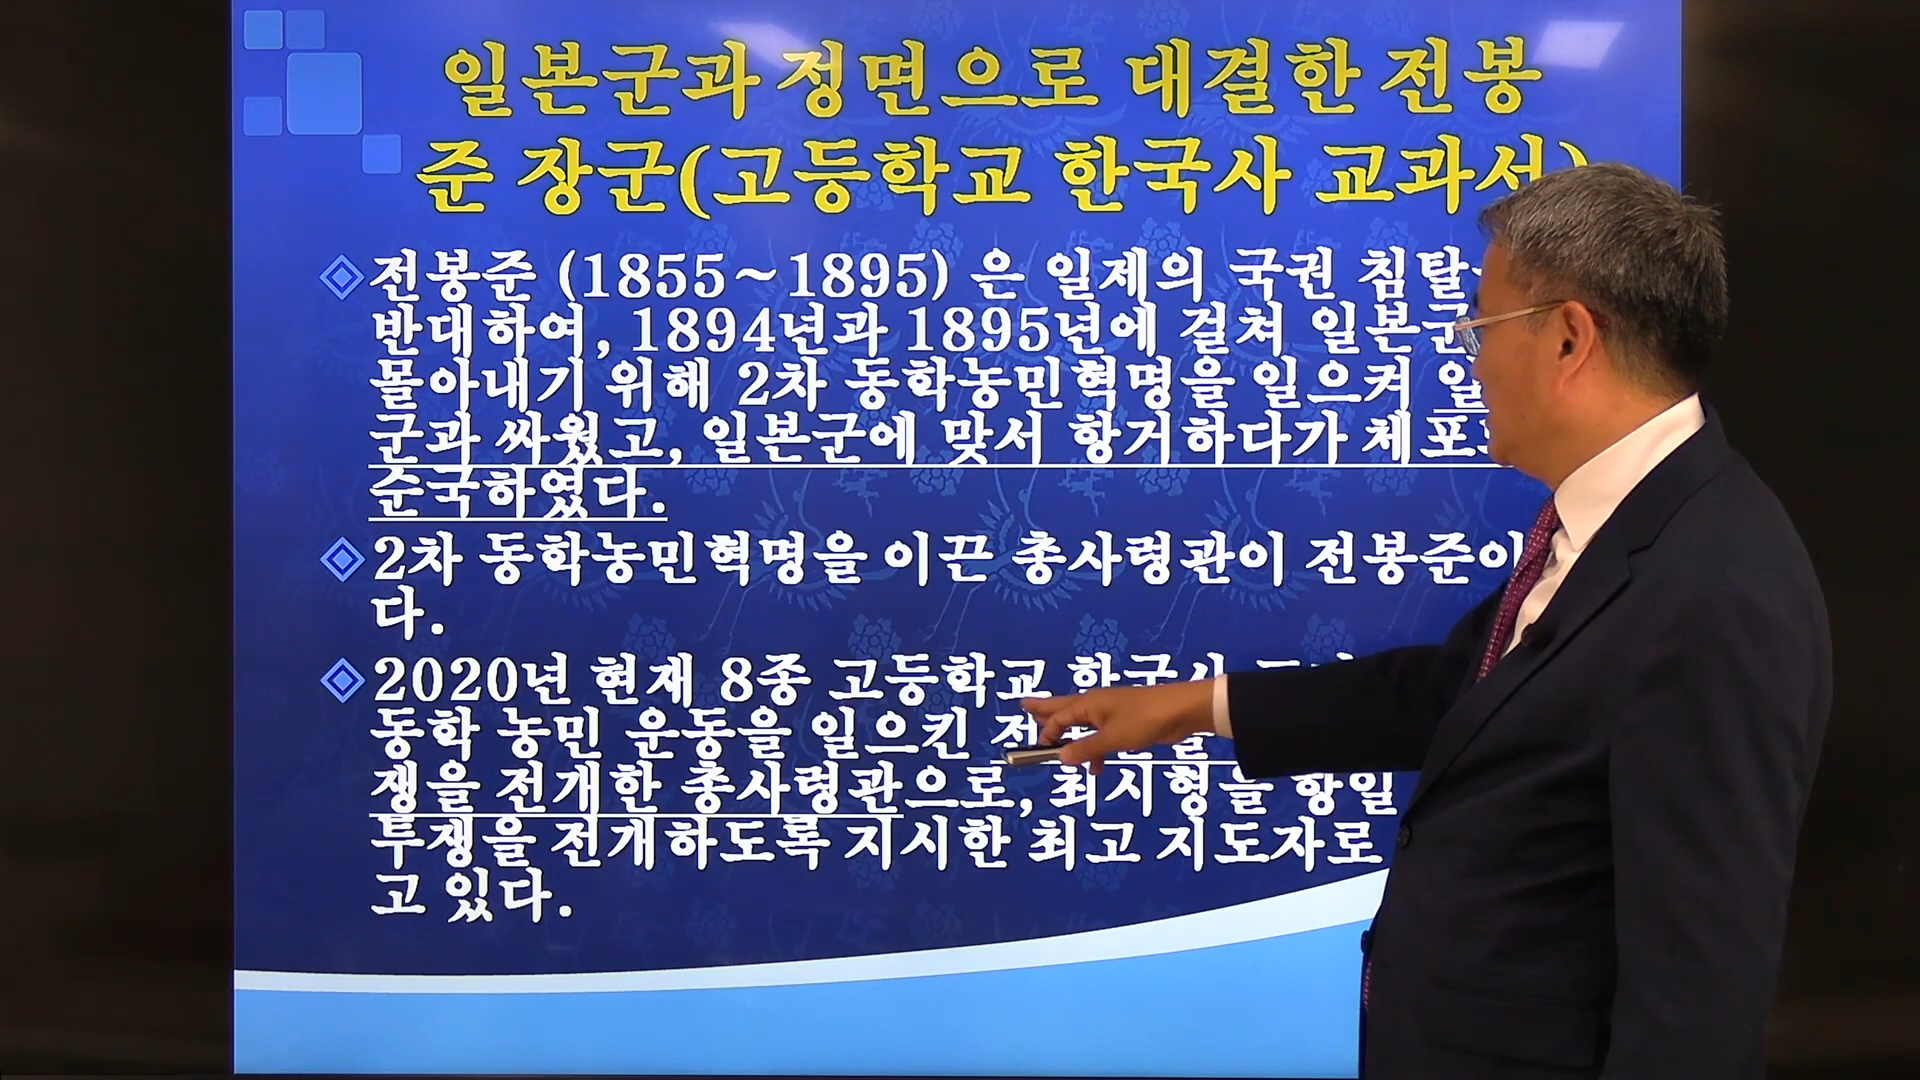 일본군과 정면으로 대결한 전봉
준 장군(고등학교 한국사 교과서)
전봉준 (1855~1895) 은 일제의 국권 침탈
반대하여, 1894년과 1895년에 걸쳐 일본군
몰아내기 위해 2차 동학농민혁명을 일으켜
군과 싸웠고, 일본군에 맞서 항거하다가 체포
순국하였다.
2차 동학농민혁명을 이끈 총사령관이 전봉준이
다.
2020년 현재 8종 고등학교 한국사
동학 농민 운동을 일으킨
쟁을 전개한 총사령관으로, 최시형을 항일
투쟁을 전개하도록 지시한 최고 지도자로
고 있다.